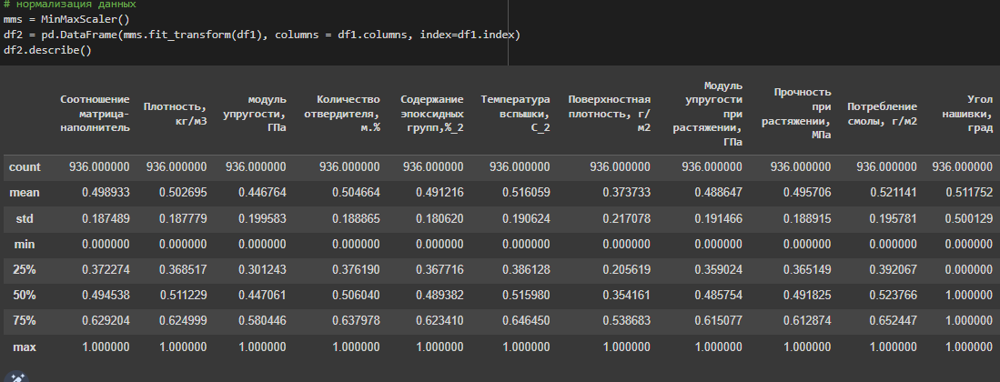 # нормализация данных
mms = MinMaxScaler()
df2 = pd.DataFrame(mms.fit_transform(df1), columns = df1.columns, index=df1.index)
df2.describe()
Соотношение матрица-наполнитель Плотность, кг/м3 модуль упругости, ГПа Количество отвердителя, м.% Содержание эпоксидных групп,%_2 Температура вспышки, С_2 Поверхностная плотность, г/м2 Модуль упругости при растяжении, ГПа Прочность при растяжении, МПа Потребление смолы, г/м2 Угол нашивки, град
count 936.000000 936.000000 936.000000 936.000000 936.000000 936.000000 936.000000 936.000000 936.000000 936.000000 936.000000
mean 0.498933 0.502695 0.446764 0.504664 0.491216 0.516059 0.373733 0.488647 0.495706 0.521141 0.511752
std 0.187489 0.187779 0.199583 0.188865 0.180620 0.190624 0.217078 0.191466 0.188915 0.195781 0.500129
min 0.000000 0.000000 0.000000 0.000000 0.000000 0.000000 0.000000 0.000000 0.000000 0.000000 0.000000
25% 0.372274 0.368517 0.301243 0.376190 0.367716 0.386128 0.205619 0.359024 0.365149 0.392067 0.000000
50% 0.494538 0.511229 0.447061 0.506040 0.489382 0.515980 0.354161 0.485754 0.491825 0.523766 1.000000
75% 0.629204 0.624999 0.580446 0.637978 0.623410 0.646450 0.538683 0.615077 0.612874 0.652447 1.000000
max 1.000000 1.000000 1.000000 1.000000 1.000000 1.000000 1.000000 1.000000 1.000000 1.000000 1.000000